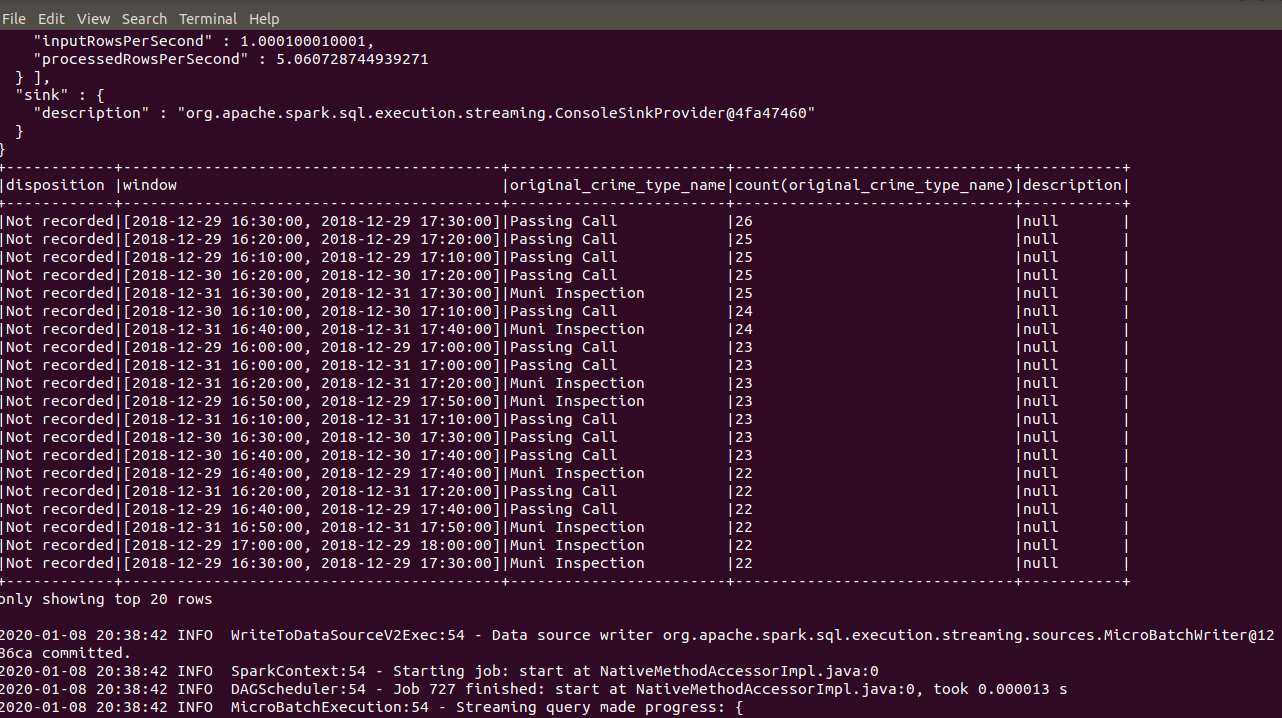 File Edit View Search Terminal Help
    "inputRowsPerSecond" : 1.000100010001,
    "processedRowsPerSecond" : 5.060728744939271
  } ],
  "sink" : {
    "description" : "org.apache.spark.sql.execution.streaming.ConsoleSinkProvider@4fa47460"
  }
}
+------------+------------------------------------------+------------------------+-------------------------------+-----------+
|disposition |window                                    |original_crime_type_name|count(original_crime_type_name)|description|
+------------+------------------------------------------+------------------------+-------------------------------+-----------+
|Not recorded|[2018-12-29 16:30:00, 2018-12-29 17:30:00]|Passing Call            |26                             |null       |
|Not recorded|[2018-12-29 16:20:00, 2018-12-29 17:20:00]|Passing Call            |25                             |null       |
|Not recorded|[2018-12-29 16:10:00, 2018-12-29 17:10:00]|Passing Call            |25                             |null       |
|Not recorded|[2018-12-30 16:20:00, 2018-12-30 17:20:00]|Passing Call            |25                             |null       |
|Not recorded|[2018-12-31 16:30:00, 2018-12-31 17:30:00]|Muni Inspection         |25                             |null       |
|Not recorded|[2018-12-30 16:10:00, 2018-12-30 17:10:00]|Passing Call            |24                             |null       |
|Not recorded|[2018-12-31 16:40:00, 2018-12-31 17:40:00]|Muni Inspection         |24                             |null       |
|Not recorded|[2018-12-29 16:00:00, 2018-12-29 17:00:00]|Passing Call            |23                             |null       |
|Not recorded|[2018-12-31 16:00:00, 2018-12-31 17:00:00]|Passing Call            |23                             |null       |
|Not recorded|[2018-12-31 16:20:00, 2018-12-31 17:20:00]|Muni Inspection         |23                             |null       |
|Not recorded|[2018-12-29 16:50:00, 2018-12-29 17:50:00]|Muni Inspection         |23                             |null       |
|Not recorded|[2018-12-31 16:10:00, 2018-12-31 17:10:00]|Passing Call            |23                             |null       |
|Not recorded|[2018-12-30 16:30:00, 2018-12-30 17:30:00]|Passing Call            |23                             |null       |
|Not recorded|[2018-12-30 16:40:00, 2018-12-30 17:40:00]|Passing Call            |23                             |null       |
|Not recorded|[2018-12-29 16:40:00, 2018-12-29 17:40:00]|Muni Inspection         |22                             |null       |
|Not recorded|[2018-12-31 16:20:00, 2018-12-31 17:20:00]|Passing Call            |22                             |null       |
|Not recorded|[2018-12-29 16:40:00, 2018-12-29 17:40:00]|Passing Call            |22                             |null       |
|Not recorded|[2018-12-31 16:50:00, 2018-12-31 17:50:00]|Muni Inspection         |22                             |null       |
|Not recorded|[2018-12-29 17:00:00, 2018-12-29 18:00:00]|Muni Inspection         |22                             |null       |
|Not recorded|[2018-12-29 16:30:00, 2018-12-29 17:30:00]|Muni Inspection         |22                             |null       |
+------------+------------------------------------------+------------------------+-------------------------------+-----------+
only showing top 20 rows
2020-01-08 20:38:42 INFO  WriteToDataSourceV2Exec:54 - Data source writer org.apache.spark.sql.execution.streaming.sources.MicroBatchWriter@12
86ca committed.
2020-01-08 20:38:42 INFO  SparkContext:54 - Starting job: start at NativeMethodAccessorImpl.java:0
2020-01-08 20:38:42 INFO  DAGScheduler:54 - Job 727 finished: start at NativeMethodAccessorImpl.java:0, took 0.000013 s
2020-01-08 20:38:42 INFO  MicroBatchExecution:54 - Streaming query made progress: {